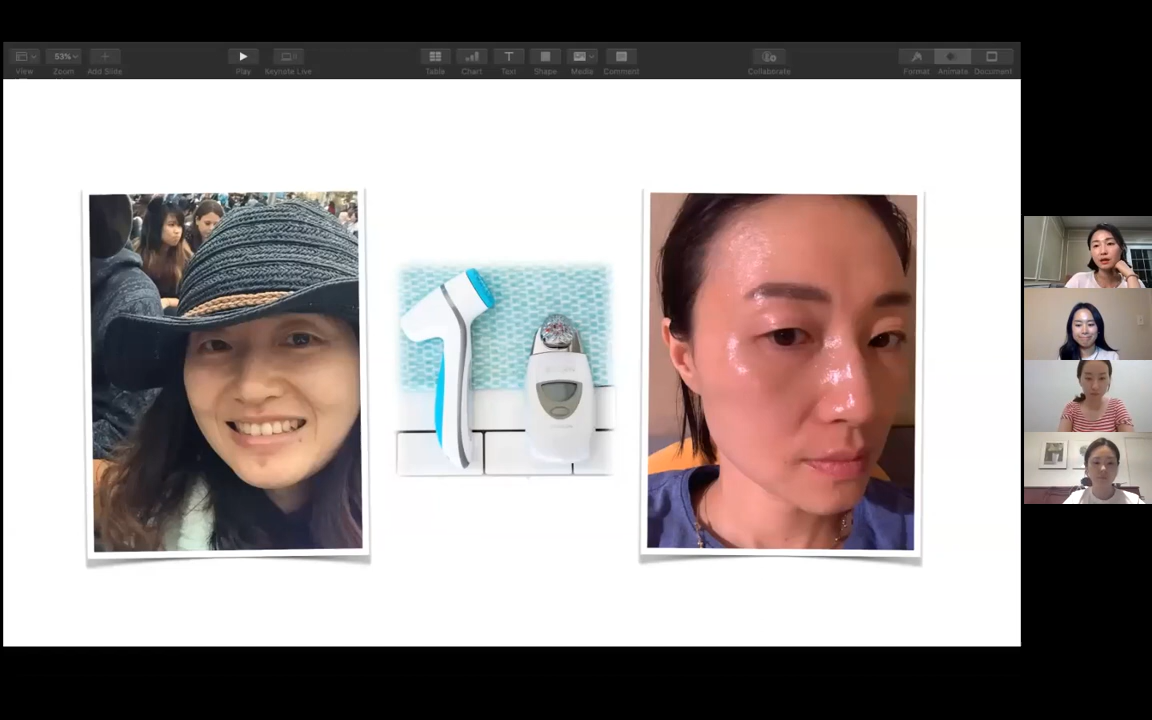 53%
View
Zoom
Add Slide
Play
Keynote Live
Table
Chart
Text
Shape
Media
Comment
Collaborate
Format
Animate
Document